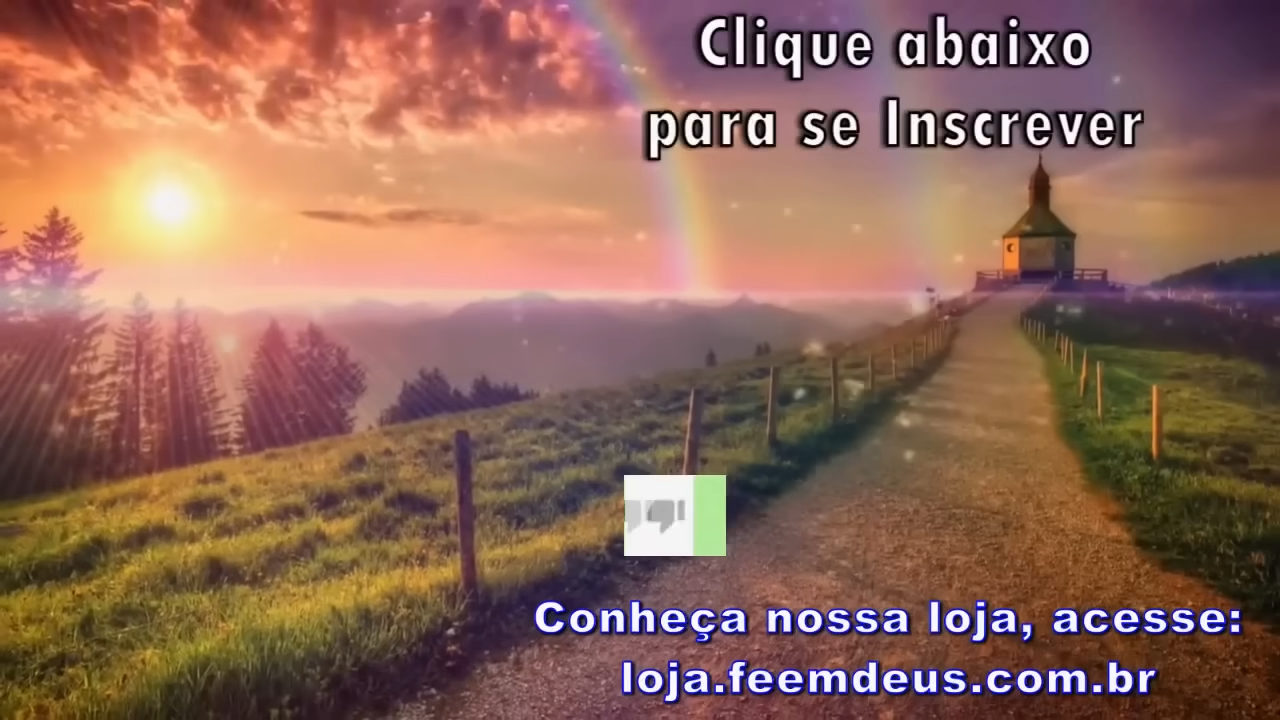 Clique abaixo
para se Inscrever
Conheça nossa loja, acesse:
loja.feemdeus.com.br